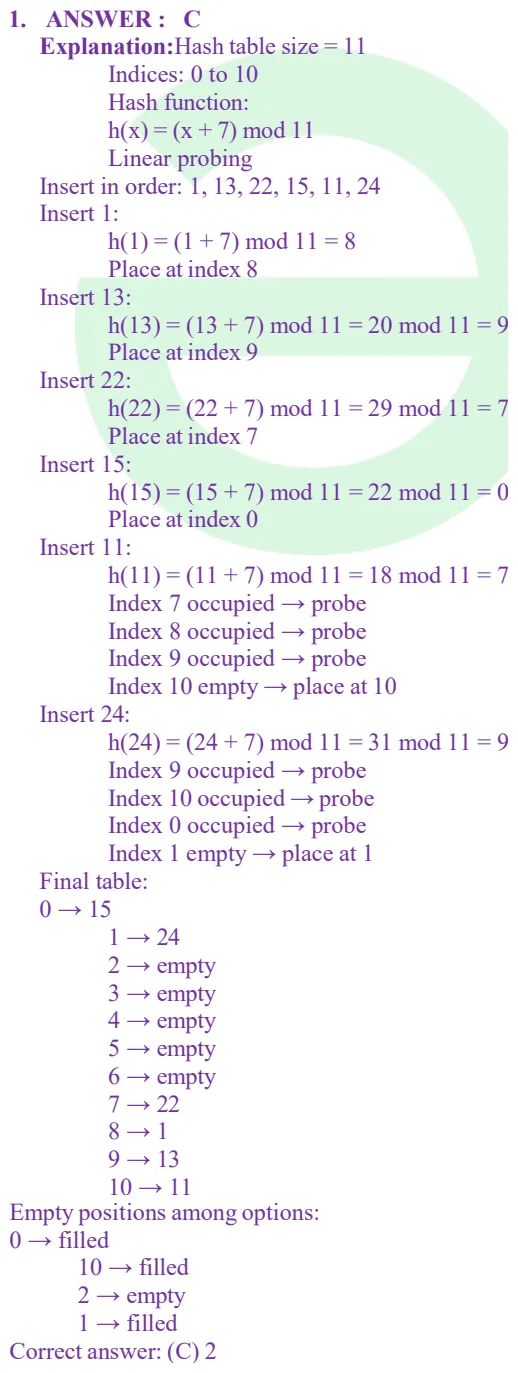 1. ANSWER : C
Explanation:Hash table size = 11
Indices: 0 to 10
Hash function:
h(x) = (x + 7) mod 11
Linear probing
Insert in order: 1, 13, 22, 15, 11, 24
Insert 1:
h(1) = (1 + 7) mod 11 = 8
Place at index 8
Insert 13:
h(13) = (13 + 7) mod 11 = 20 mod 11 = 9
Place at index 9
Insert 22:
h(22) = (22 + 7) mod 11 = 29 mod 11 = 7
Place at index 7
Insert 15:
h(15) = (15 + 7) mod 11 = 22 mod 11 = 0
Place at index 0
Insert 11:
h(11) = (11 + 7) mod 11 = 18 mod 11 = 7
Index 7 occupied → probe
Index 8 occupied → probe
Index 9 occupied → probe
Index 10 empty → place at 10
Insert 24:
h(24) = (24 + 7) mod 11 = 31 mod 11 = 9
Index 9 occupied → probe
Index 10 occupied → probe
Index 0 occupied → probe
Index 1 empty → place at 1
Final table:
0 → 15
1 → 24
2 → empty
3 → empty
4 → empty
5 → empty
6 → empty
7 → 22
8 → 1
9 → 13
10 → 11
Empty positions among options:
0 → filled
10 → filled
2 → empty
1 → filled
Correct answer: (C) 2